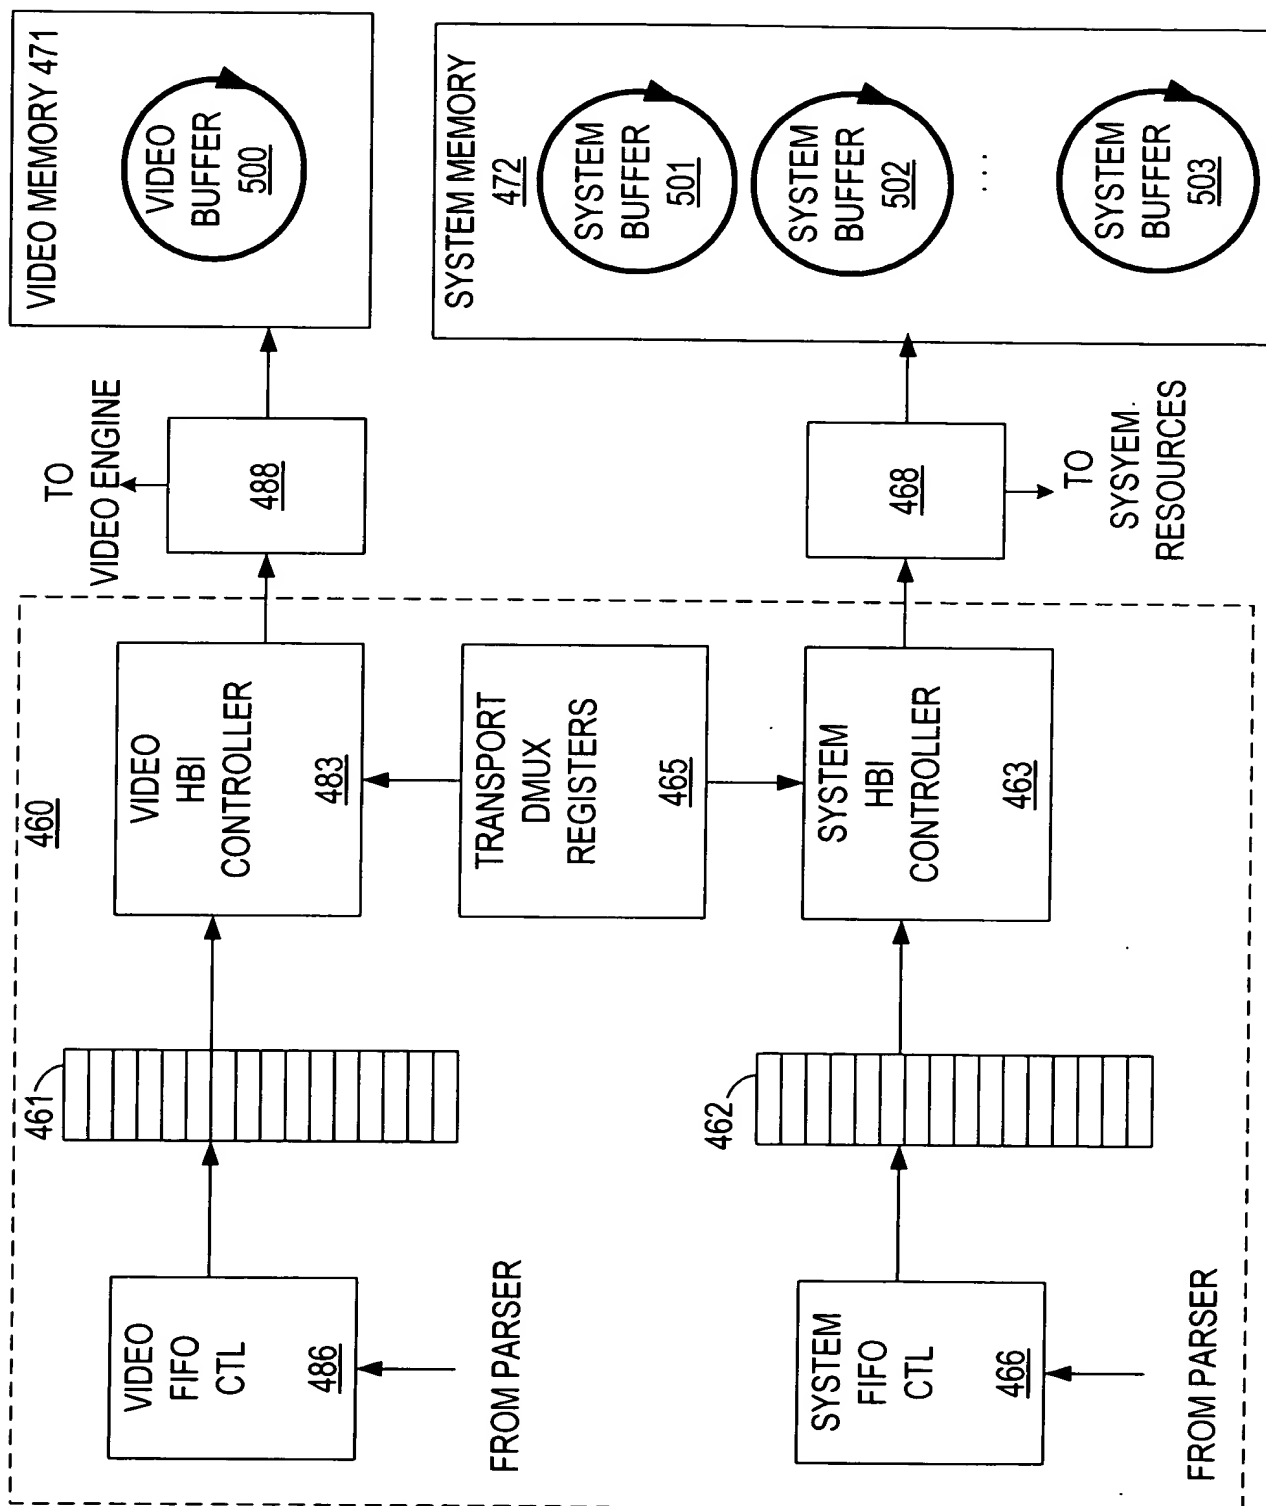 460
VIDEO
FIFO
CTL
486
FROM PARSER
461
VIDEO
HBI
CONTROLLER
483
TO
VIDEO ENGINE
488
VIDEO MEMORY 471
VIDEO
BUFFER
500
TRANSPORT
DMUX
REGISTERS
465
SYSTEM
FIFO
CTL
466
FROM PARSER
462
SYSTEM
HBI
CONTROLLER
463
468
TO
SYSYEM
RESOURCES
SYSTEM MEMORY
472
SYSTEM
BUFFER
501
SYSTEM
BUFFER
502
...
SYSTEM
BUFFER
503